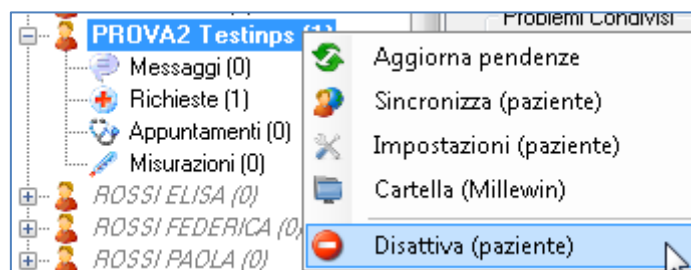 PROVA2 Testinps (1)
Messaggi (0)
Richieste (1)
Appuntamenti (0)
Misurazioni (0)
ROSSI ELISA (0)
ROSSI FEDERICA (0)
ROSSI PAOLA (0)
Problemi Condivisi
Aggiorna pendenze
Sincronizza (paziente)
Impostazioni (paziente)
Cartella (Millewin)
Disattiva (paziente)